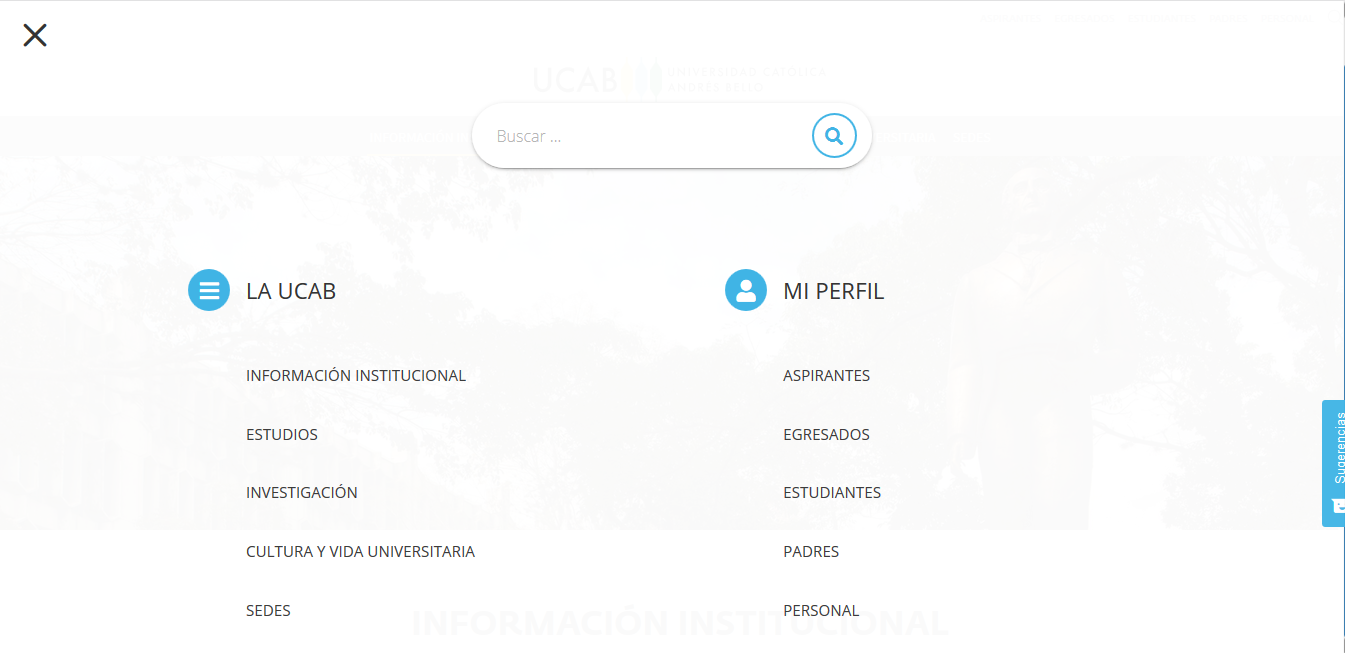 UCAB
UNIVERSIDAD CATÓLICA
ANDRÉS BELLO
Buscar ...
LA UCAB
INFORMACIÓN INSTITUCIONAL
ESTUDIOS
INVESTIGACIÓN
CULTURA Y VIDA UNIVERSITARIA
SEDES
MI PERFIL
ASPIRANTES
EGRESADOS
ESTUDIANTES
PADRES
PERSONAL
Sugerencias
INFORMACIÓN INSTITUCIONAL